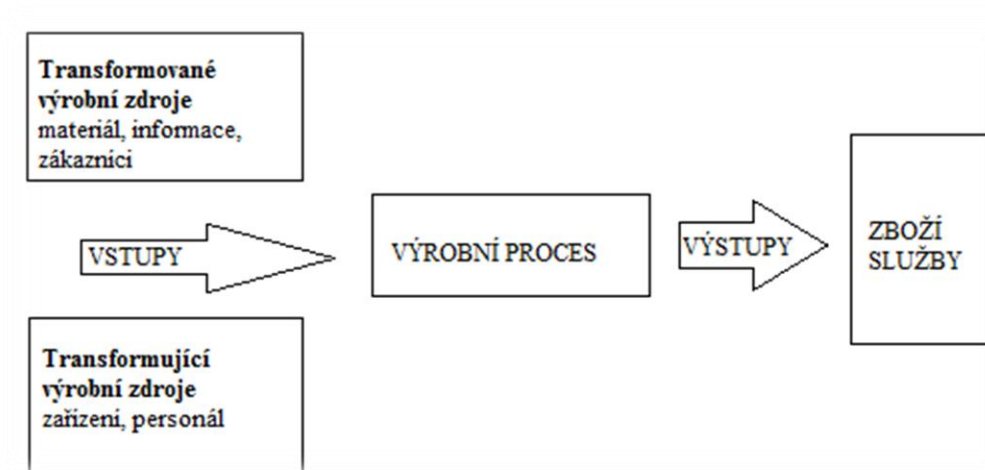 Transformované
výrobní zdroje
materiál, informace,
zákazníci
VSTUPY
Transformující
výrobní zdroje
zařízení, personál
VÝROBNÍ PROCES
VÝSTUPY
ZBOŽÍ
SLUŽBY